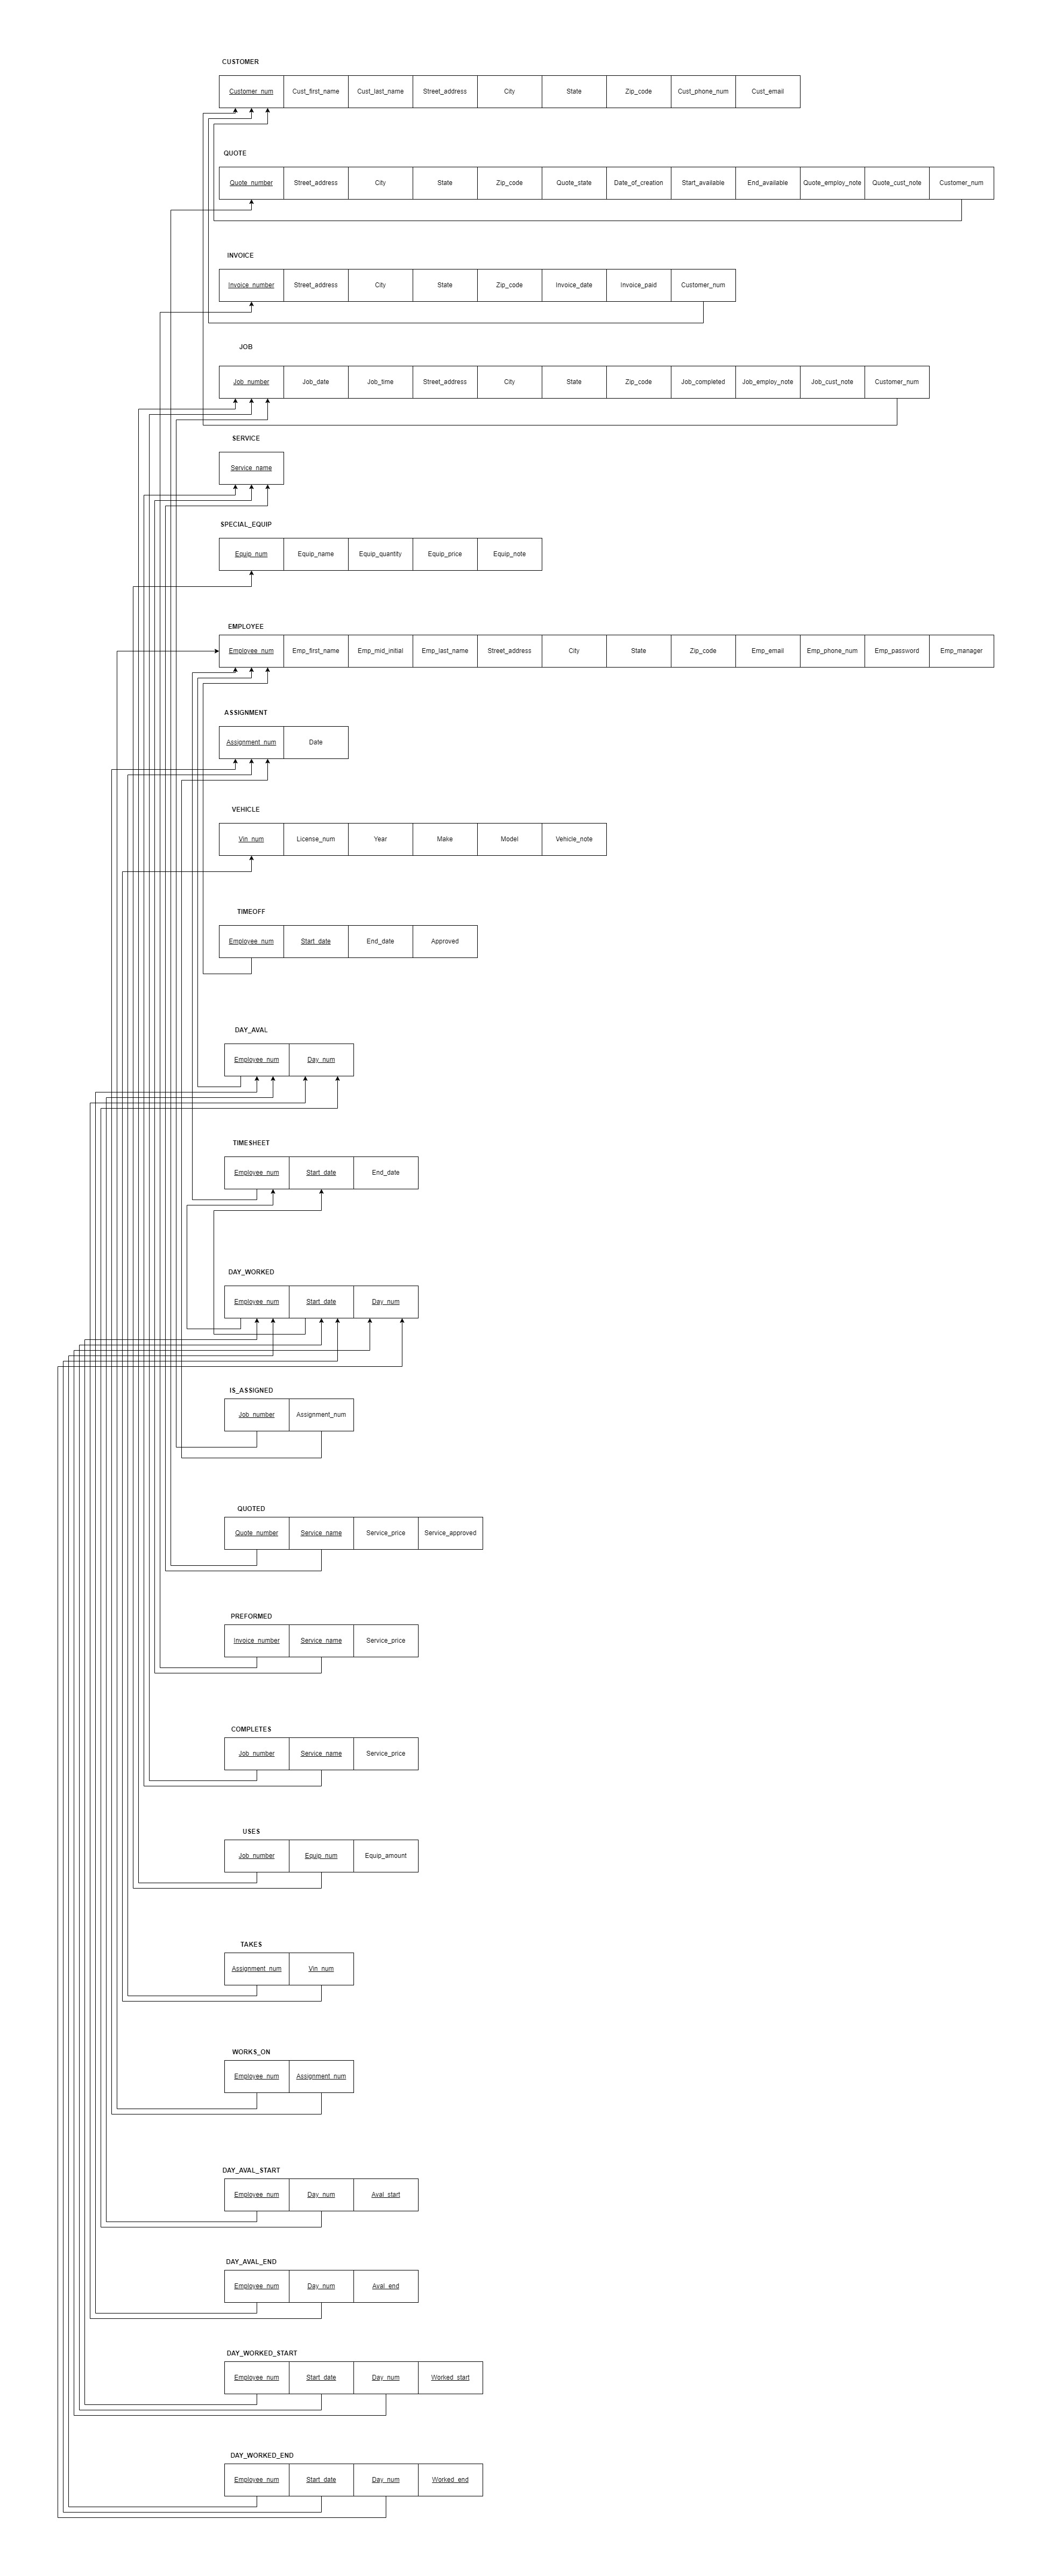 CUSTOMER
Customer_num Cust_first_name Cust_last_name Street_address City State Zip_code Cust_phone_num Cust_email
QUOTE
Quote_number Street_address City State Zip_code Quote_state Date_of_creation Start_available End_available Quote_employ_note Quote_cust_note Customer_num
INVOICE
Invoice_number Street_address City State Zip_code Invoice_date Invoice_paid Customer_num
JOB
Job_number Job_date Job_time Street_address City State Zip_code Job_completed Job_employ_note Job_cust_note Customer_num
SERVICE
Service_name
SPECIAL_EQUIP
Equip_num Equip_name Equip_quantity Equip_price Equip_note
EMPLOYEE
Employee_num Emp_first_name Emp_mid_initial Emp_last_name Street_address City State Zip_code Emp_email Emp_phone_num Emp_password Emp_manager
ASSIGNMENT
Assignment_num Date
VEHICLE
Vin_num License_num Year Make Model Vehicle_note
TIMEOFF
Employee_num Start_date End_date Approved
DAY_AVAL
Employee_num Day_num
TIMESHEET
Employee_num Start_date End_date
DAY_WORKED
Employee_num Start_date Day_num
IS_ASSIGNED
Job_number Assignment_num
QUOTED
Quote_number Service_name Service_price Service_approved
PREFORMED
Invoice_number Service_name Service_price
COMPLETES
Job_number Service_name Service_price
USES
Job_number Equip_num Equip_amount
TAKES
Assignment_num Vin_num
WORKS_ON
Employee_num Assignment_num
DAY_AVAL_START
Employee_num Day_num Aval_start
DAY_AVAL_END
Employee_num Day_num Aval_end
DAY_WORKED_START
Employee_num Start_date Day_num Worked_start
DAY_WORKED_END
Employee_num Start_date Day_num Worked_end